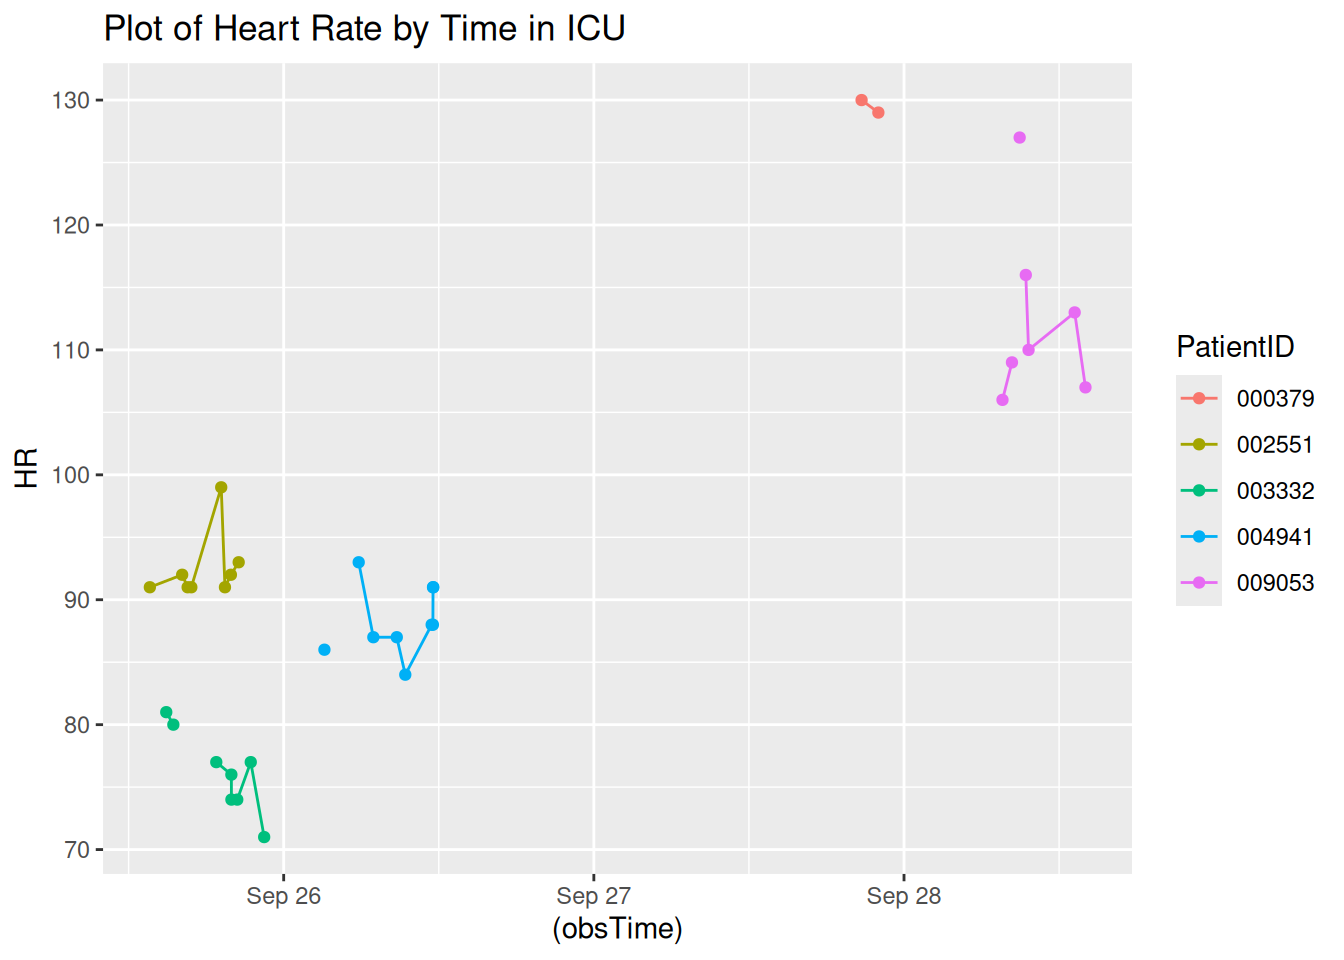 Plot of Heart Rate by Time in ICU
130
120
110
100
90
80
70
HR
Sep 26
Sep 27
Sep 28
(obsTime)
PatientID
000379
002551
003332
004941
009053